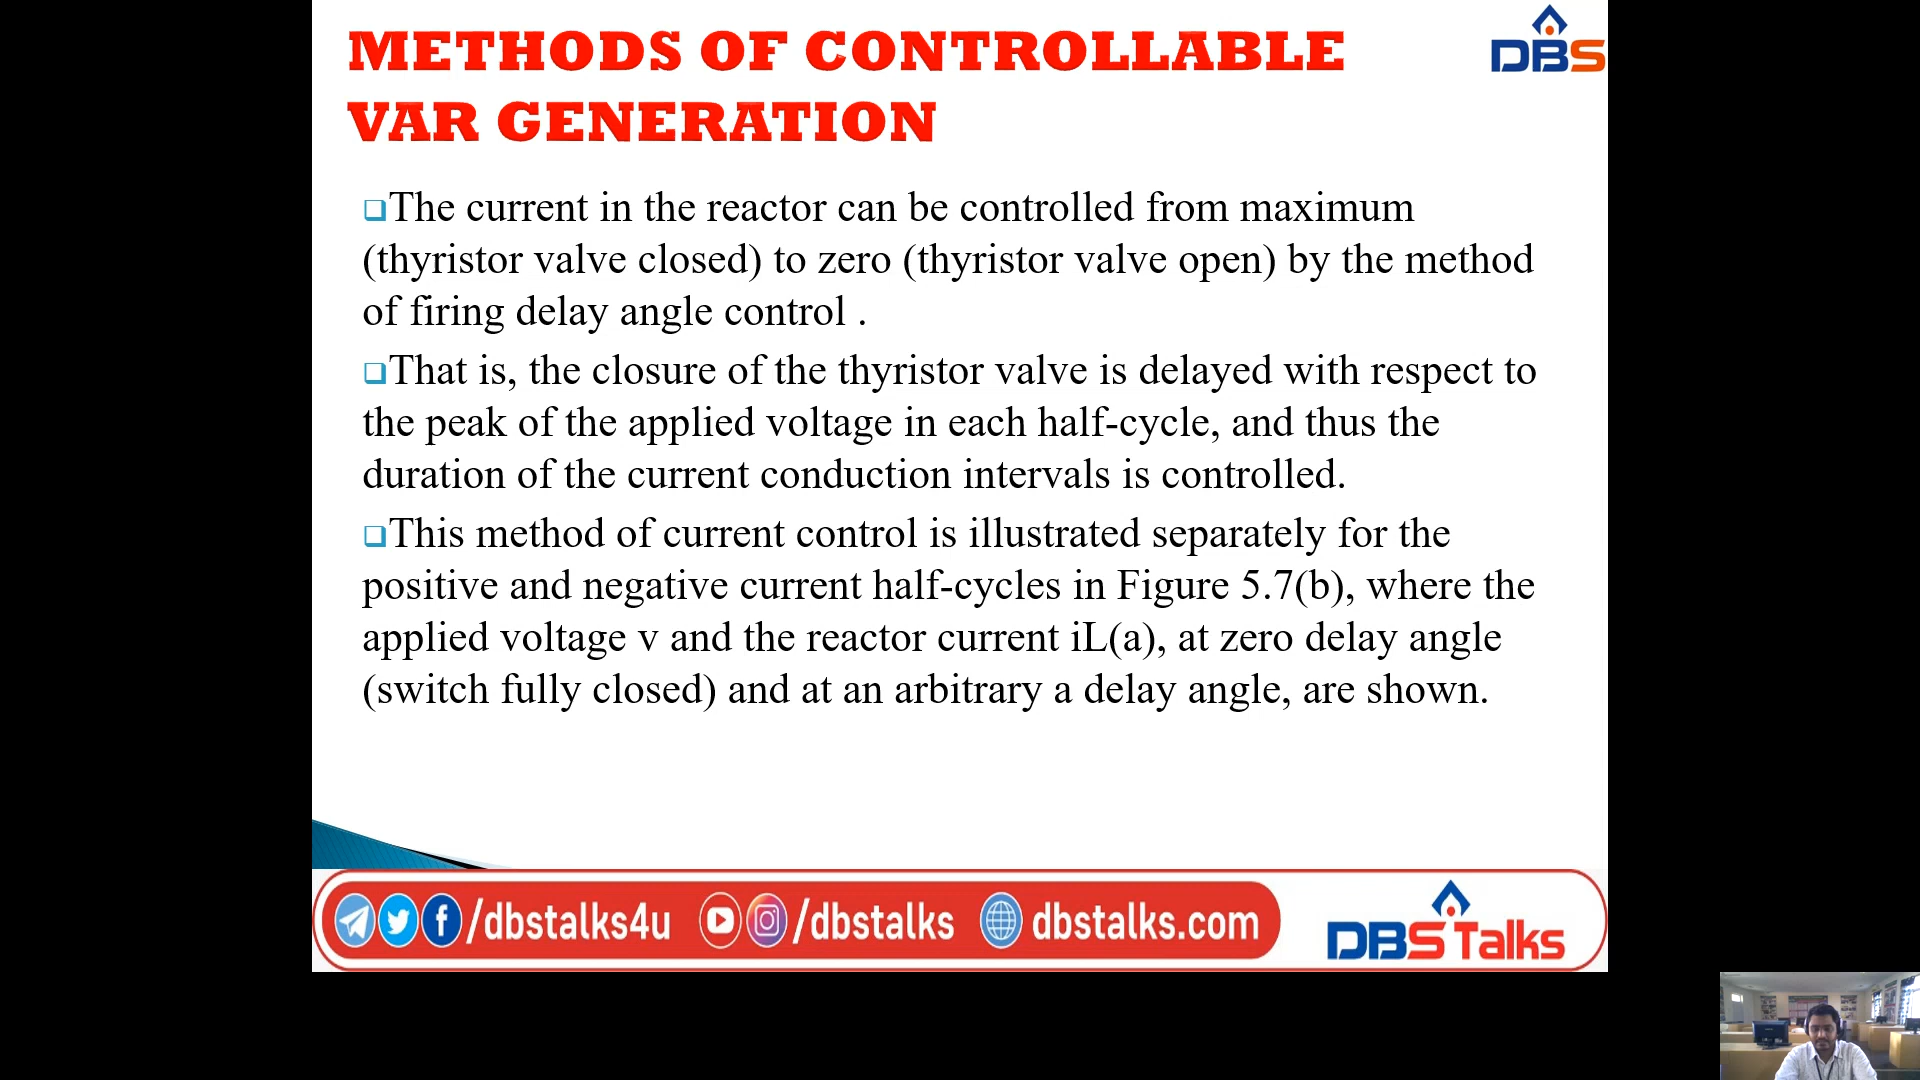 METHODS OF CONTROLLABLE
VAR GENERATION
DBS
The current in the reactor can be controlled from maximum
(thyristor valve closed) to zero (thyristor valve open) by the method
of firing delay angle control .
That is, the closure of the thyristor valve is delayed with respect to
the peak of the applied voltage in each half-cycle, and thus the
duration of the current conduction intervals is controlled.
This method of current control is illustrated separately for the
positive and negative current half-cycles in Figure 5.7(b), where the
applied voltage v and the reactor current iL(a), at zero delay angle
(switch fully closed) and at an arbitrary a delay angle, are shown.
/dbstalks4u /dbstalks dbstalks.com
DBS Talks